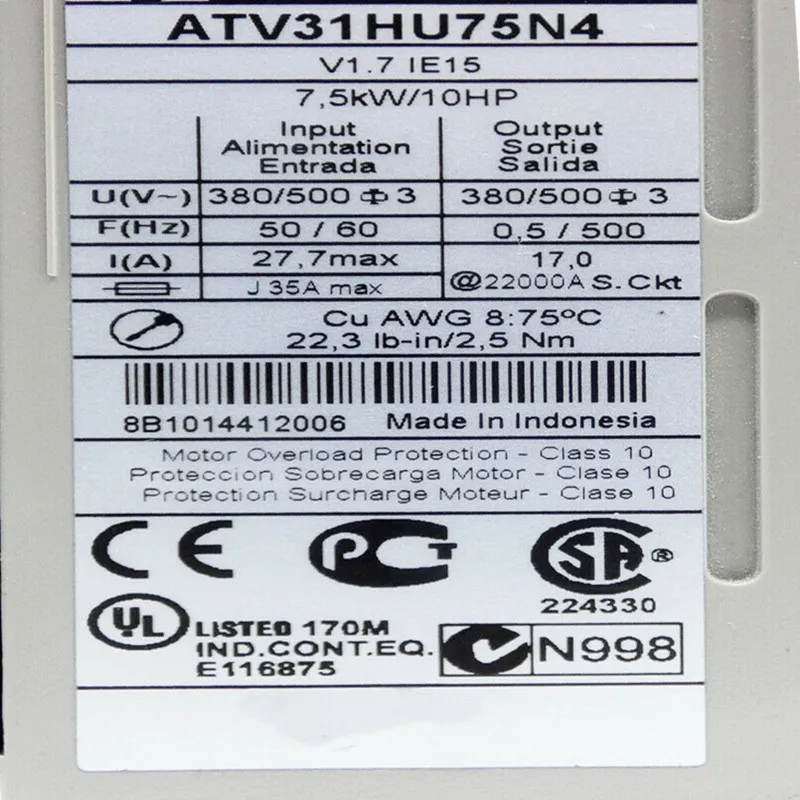 ATV31HU75N4
V1.7 IE15
7,5kW/10HP
Input Output
Alimentation Sortie
Entrada Salida
U(V~) 380/500 Φ 3 380/500 Φ 3
F(Hz) 50 / 60 0,5 / 500
I(A) 27,7max 17,0
J 35A max @22000A S.Ckt
Cu AWG 8:75ºC
22,3 lb-in/2,5 Nm
8B1014412006 Made In Indonesia
Motor Overload Protection - Class 10
Proteccion Sobrecarga Motor - Clase 10
Protection Surcharge Moteur - Clase 10
CE PCT SA ®
224330
UL LISTED 170M
IND.CONT.EQ.
E116875
N998